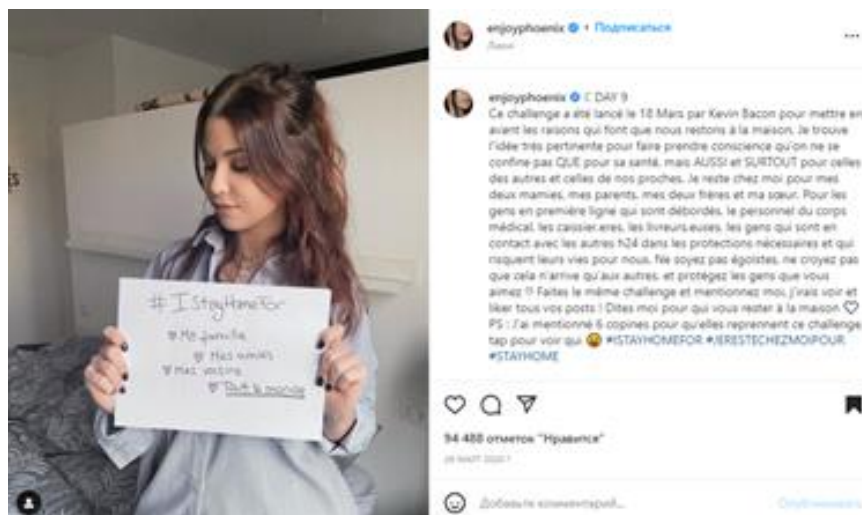 # I StayHomeFor
Ma famille
Mes amies
Mes voisins
Tout le monde
enjoyphoenix • Подписаться
enjoyphoenix ☾ DAY 9
Ce challenge a été lancé le 18 Mars par Kevin Bacon pour mettre en
avant les raisons qui font que nous restons à la maison. Je trouve
l'idée très pertinente pour faire prendre conscience qu'on ne se
confine pas QUE pour sa santé, mais AUSSI et SURTOUT pour celles
des autres et celles de nos proches. Je reste chez moi pour mes
deux mamies, mes parents, mes deux frères et ma sœur. Pour les
gens en première ligne qui sont débordés, le personnel du corps
médical, les caissier.eres, les livreurs.euses, les gens qui sont en
contact avec les autres h24 dans les protections nécessaires et qui
risquent leurs vies pour nous. Ne soyez pas égoïstes, ne croyez pas
que cela n'arrive qu'aux autres, et protégez les gens que vous
aimez !! Faites le même challenge et mentionnez moi, j'irais voir et
liker tous vos posts ! Dites moi pour qui vous rester à la maison ♡
PS : J'ai mentionné 6 copines pour qu'elles reprennent ce challenge,
tap pour voir qui 😄 #ISTAYHOMEFOR #JERESTECHEZMOIPOUR
#STAYHOME
94 488 отметок "Нравится"
Добавьте комментарий...
Опубликовать